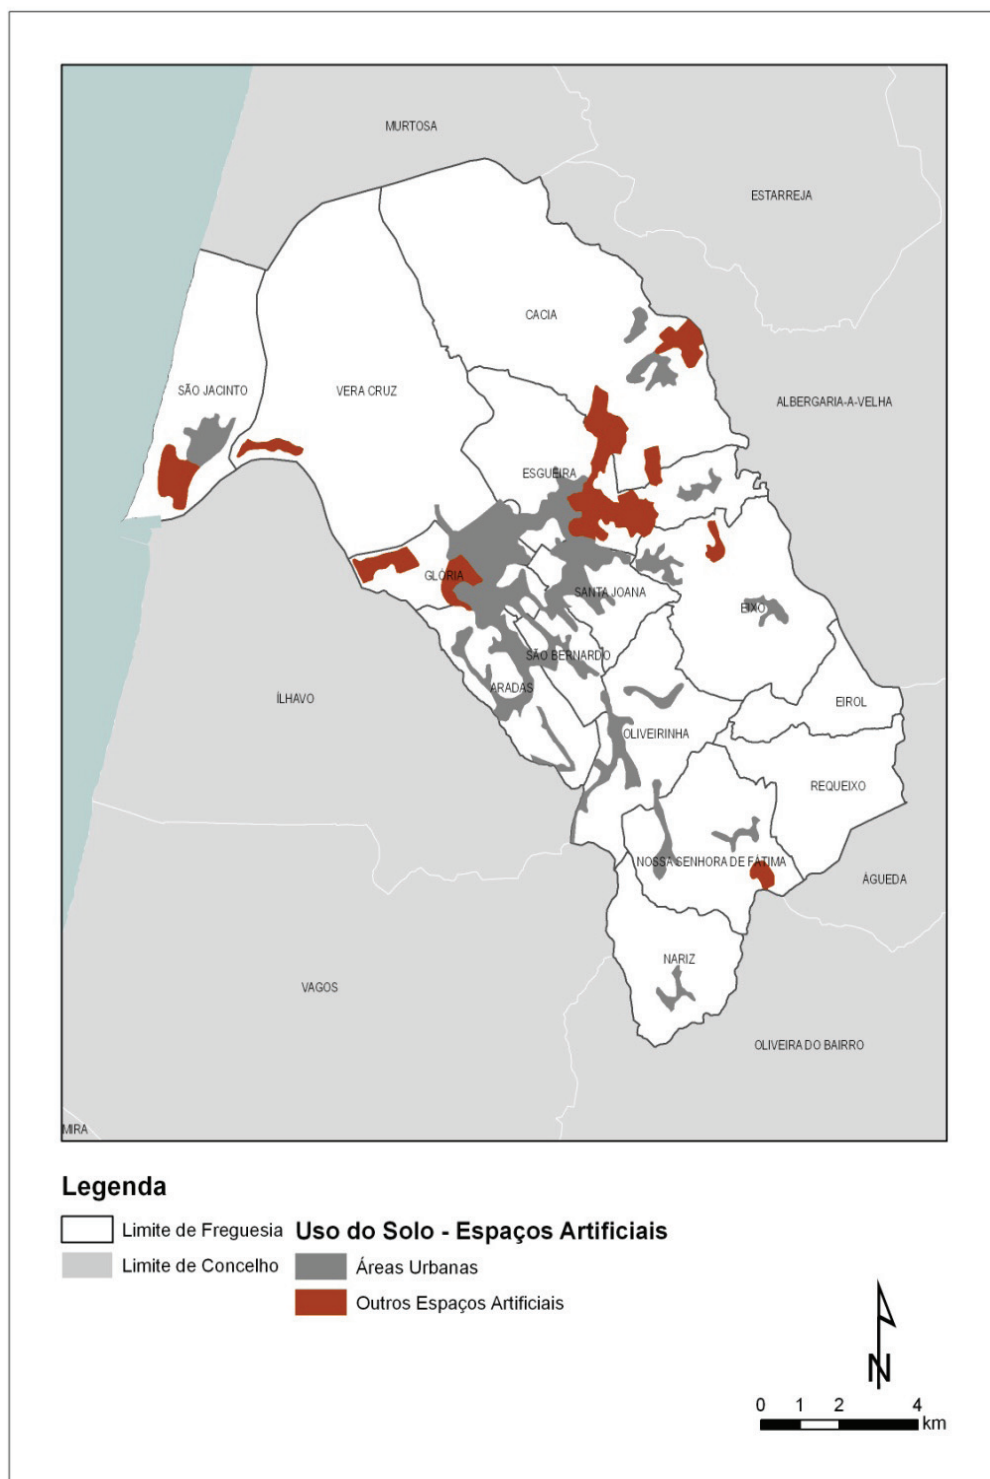 MURTOSA
ESTARREJA
CACIA
SÃO JACINTO
VERA CRUZ
ALBERGARIA-A-VELHA
ESGUEIRA
GLÓRIA
SANTA JOANA
EIXO
SÃO BERNARDO
ARADAS
ÍLHAVO
EIROL
OLIVEIRINHA
REQUEIXO
NOSSA SENHORA DE FÁTIMA
ÁGUEDA
NARIZ
VAGOS
OLIVEIRA DO BAIRRO
MIRA
Legenda
Limite de Freguesia
Limite de Concelho
Uso do Solo - Espaços Artificiais
Áreas Urbanas
Outros Espaços Artificiais
N
0 1 2 4
km